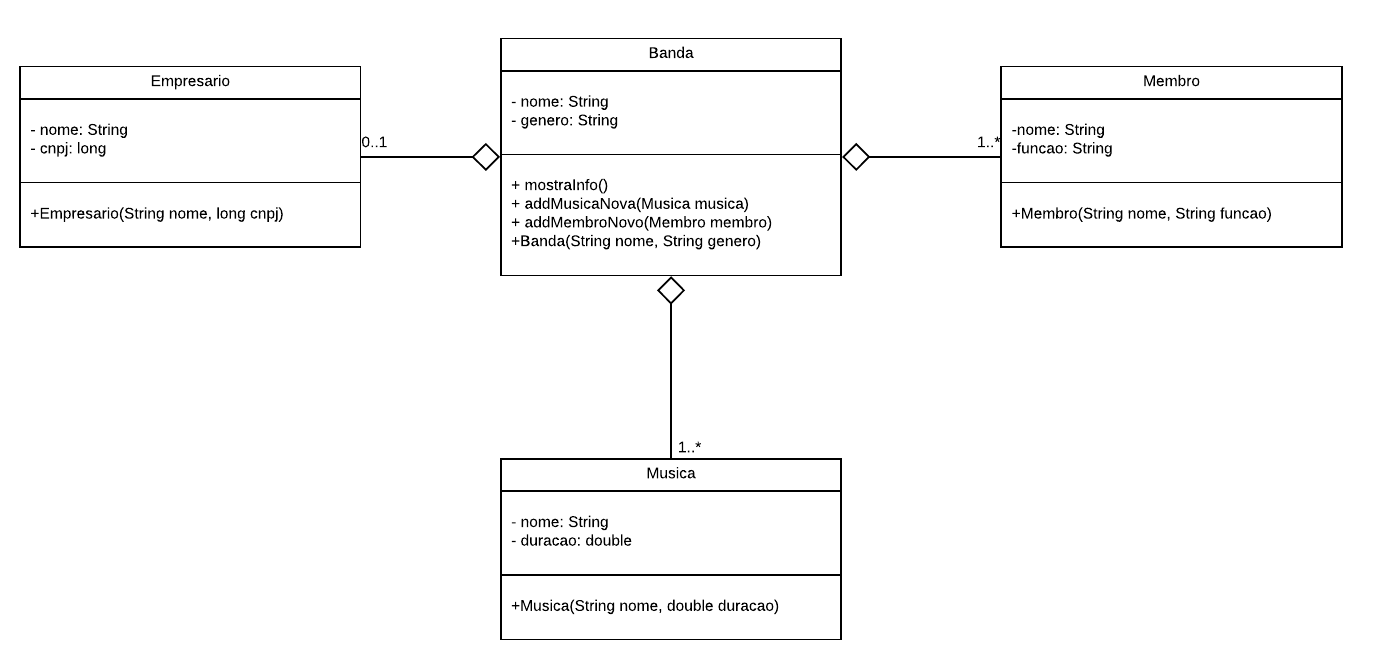 Empresario
- nome: String
- cnpj: long
+Empresario(String nome, long cnpj)
0..1
Banda
- nome: String
- genero: String
+ mostraInfo()
+ addMusicaNova(Musica musica)
+ addMembroNovo(Membro membro)
+Banda(String nome, String genero)
1..*
Membro
-nome: String
-funcao: String
+Membro(String nome, String funcao)
1..*
Musica
- nome: String
- duracao: double
+Musica(String nome, double duracao)